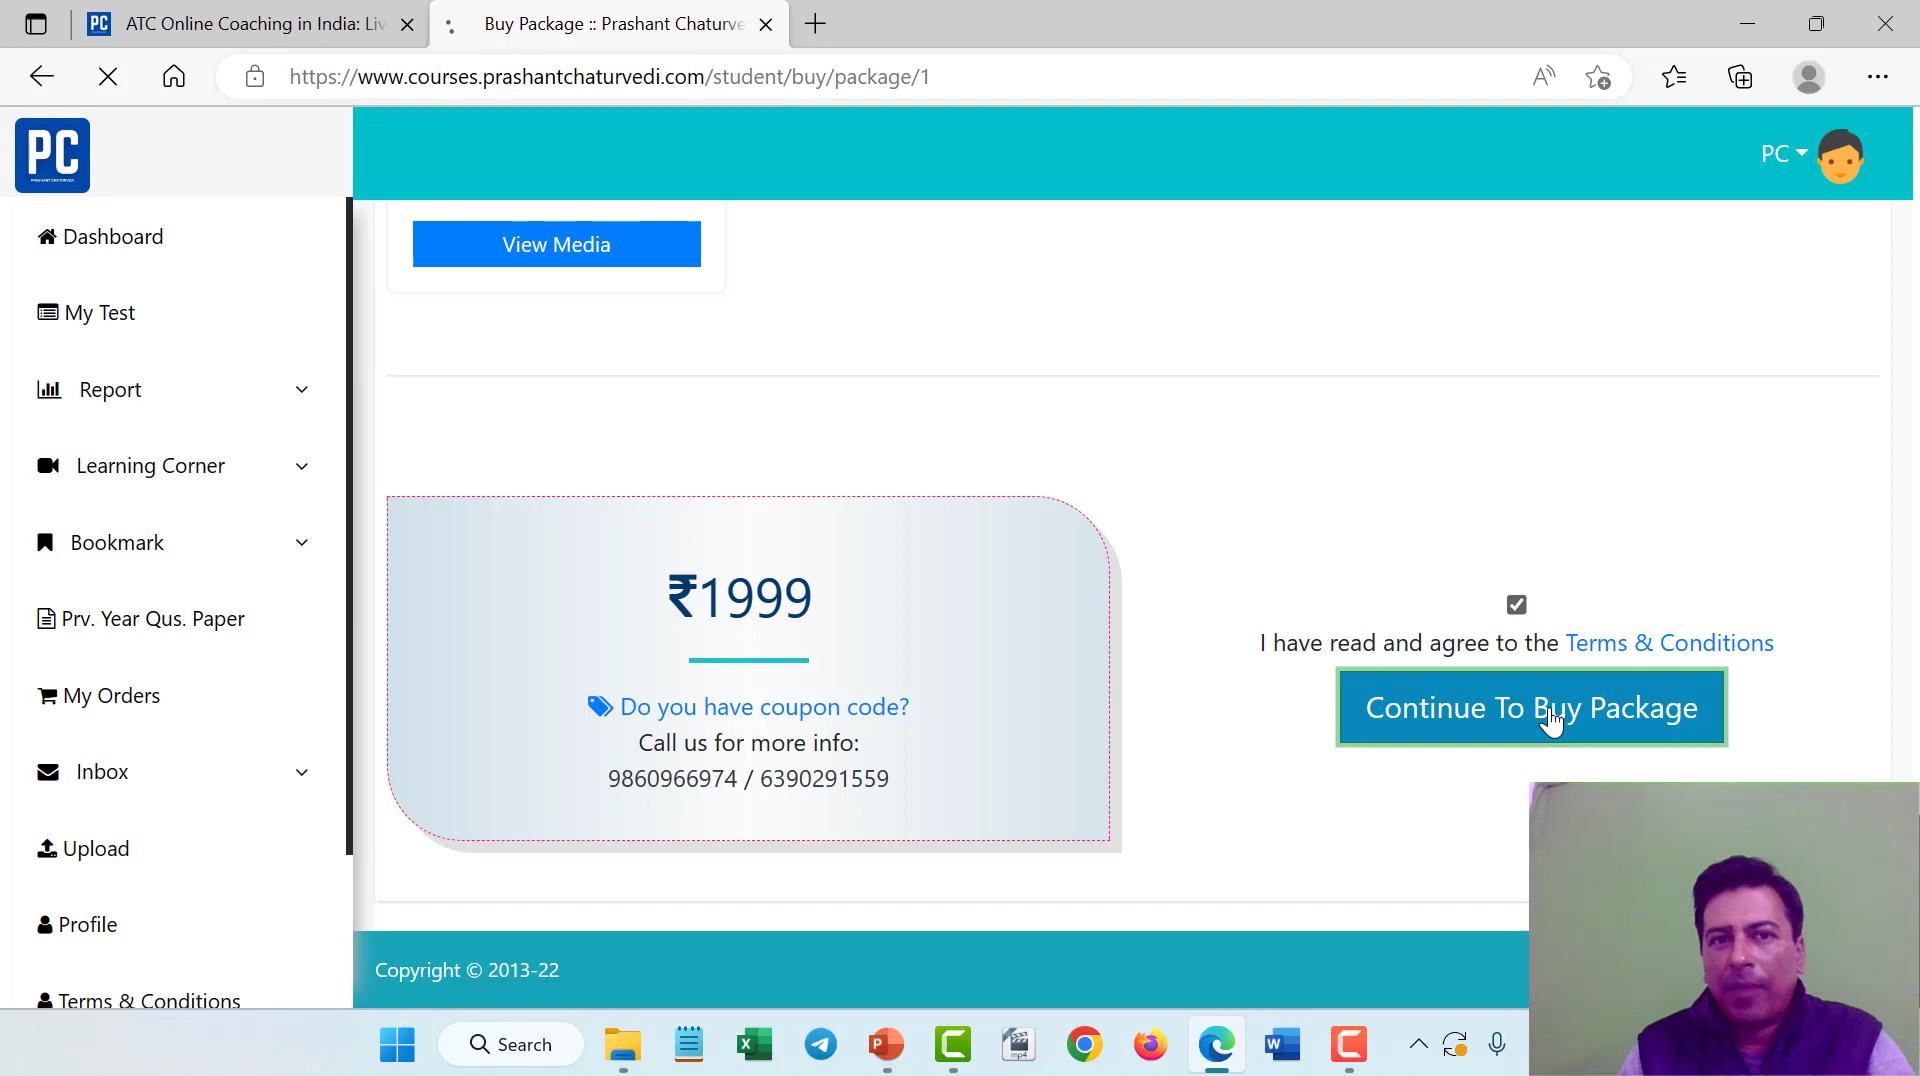 ATC Online Coaching in India: Liv
Buy Package :: Prashant Chaturve
https://www.courses.prashantchaturvedi.com/student/buy/package/1
PC
PRASHANT CHATURVEDI
PC
Dashboard
My Test
Report
Learning Corner
Bookmark
Prv. Year Qus. Paper
My Orders
Inbox
Upload
Profile
Terms & Conditions
View Media
₹1999
Do you have coupon code?
Call us for more info:
9860966974 / 6390291559
I have read and agree to the Terms & Conditions
Continue To Buy Package
Copyright © 2013-22
Search
mp4